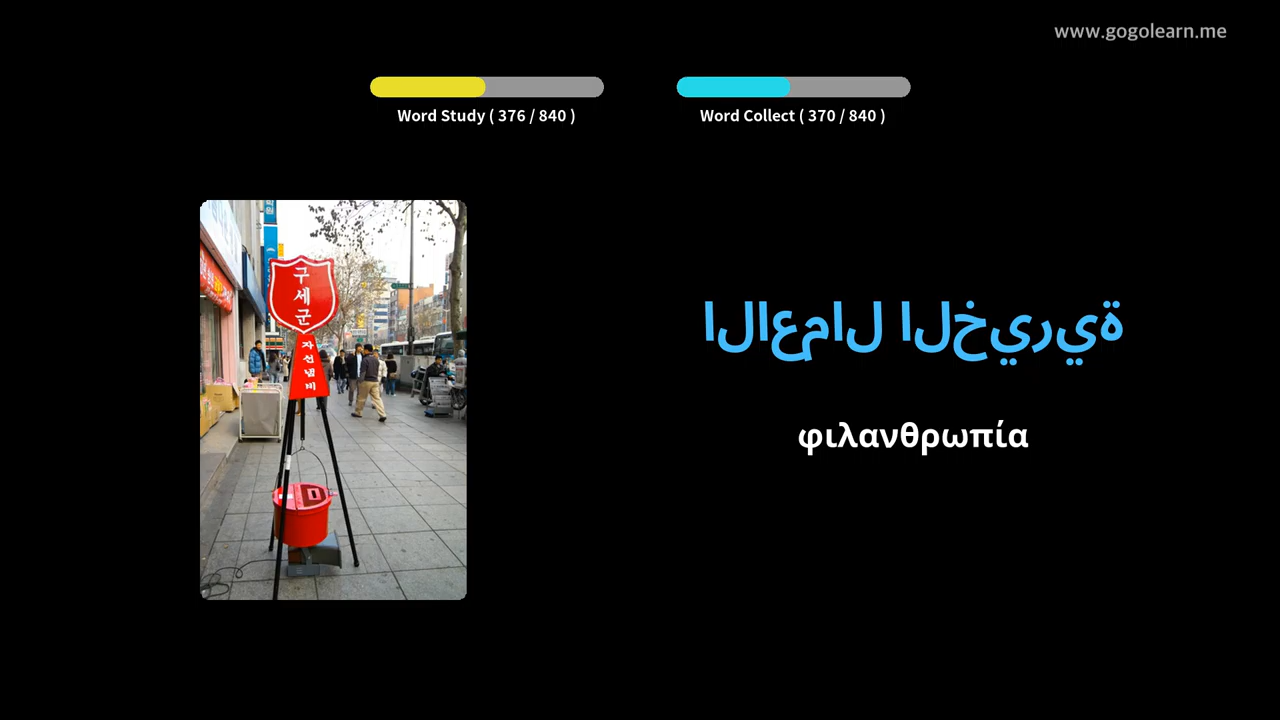 www.gogolearn.me
Word Study ( 376 / 840 )
Word Collect ( 370 / 840 )
구세군
자선냄비
الاعمال الخيرية
φιλανθρωπία